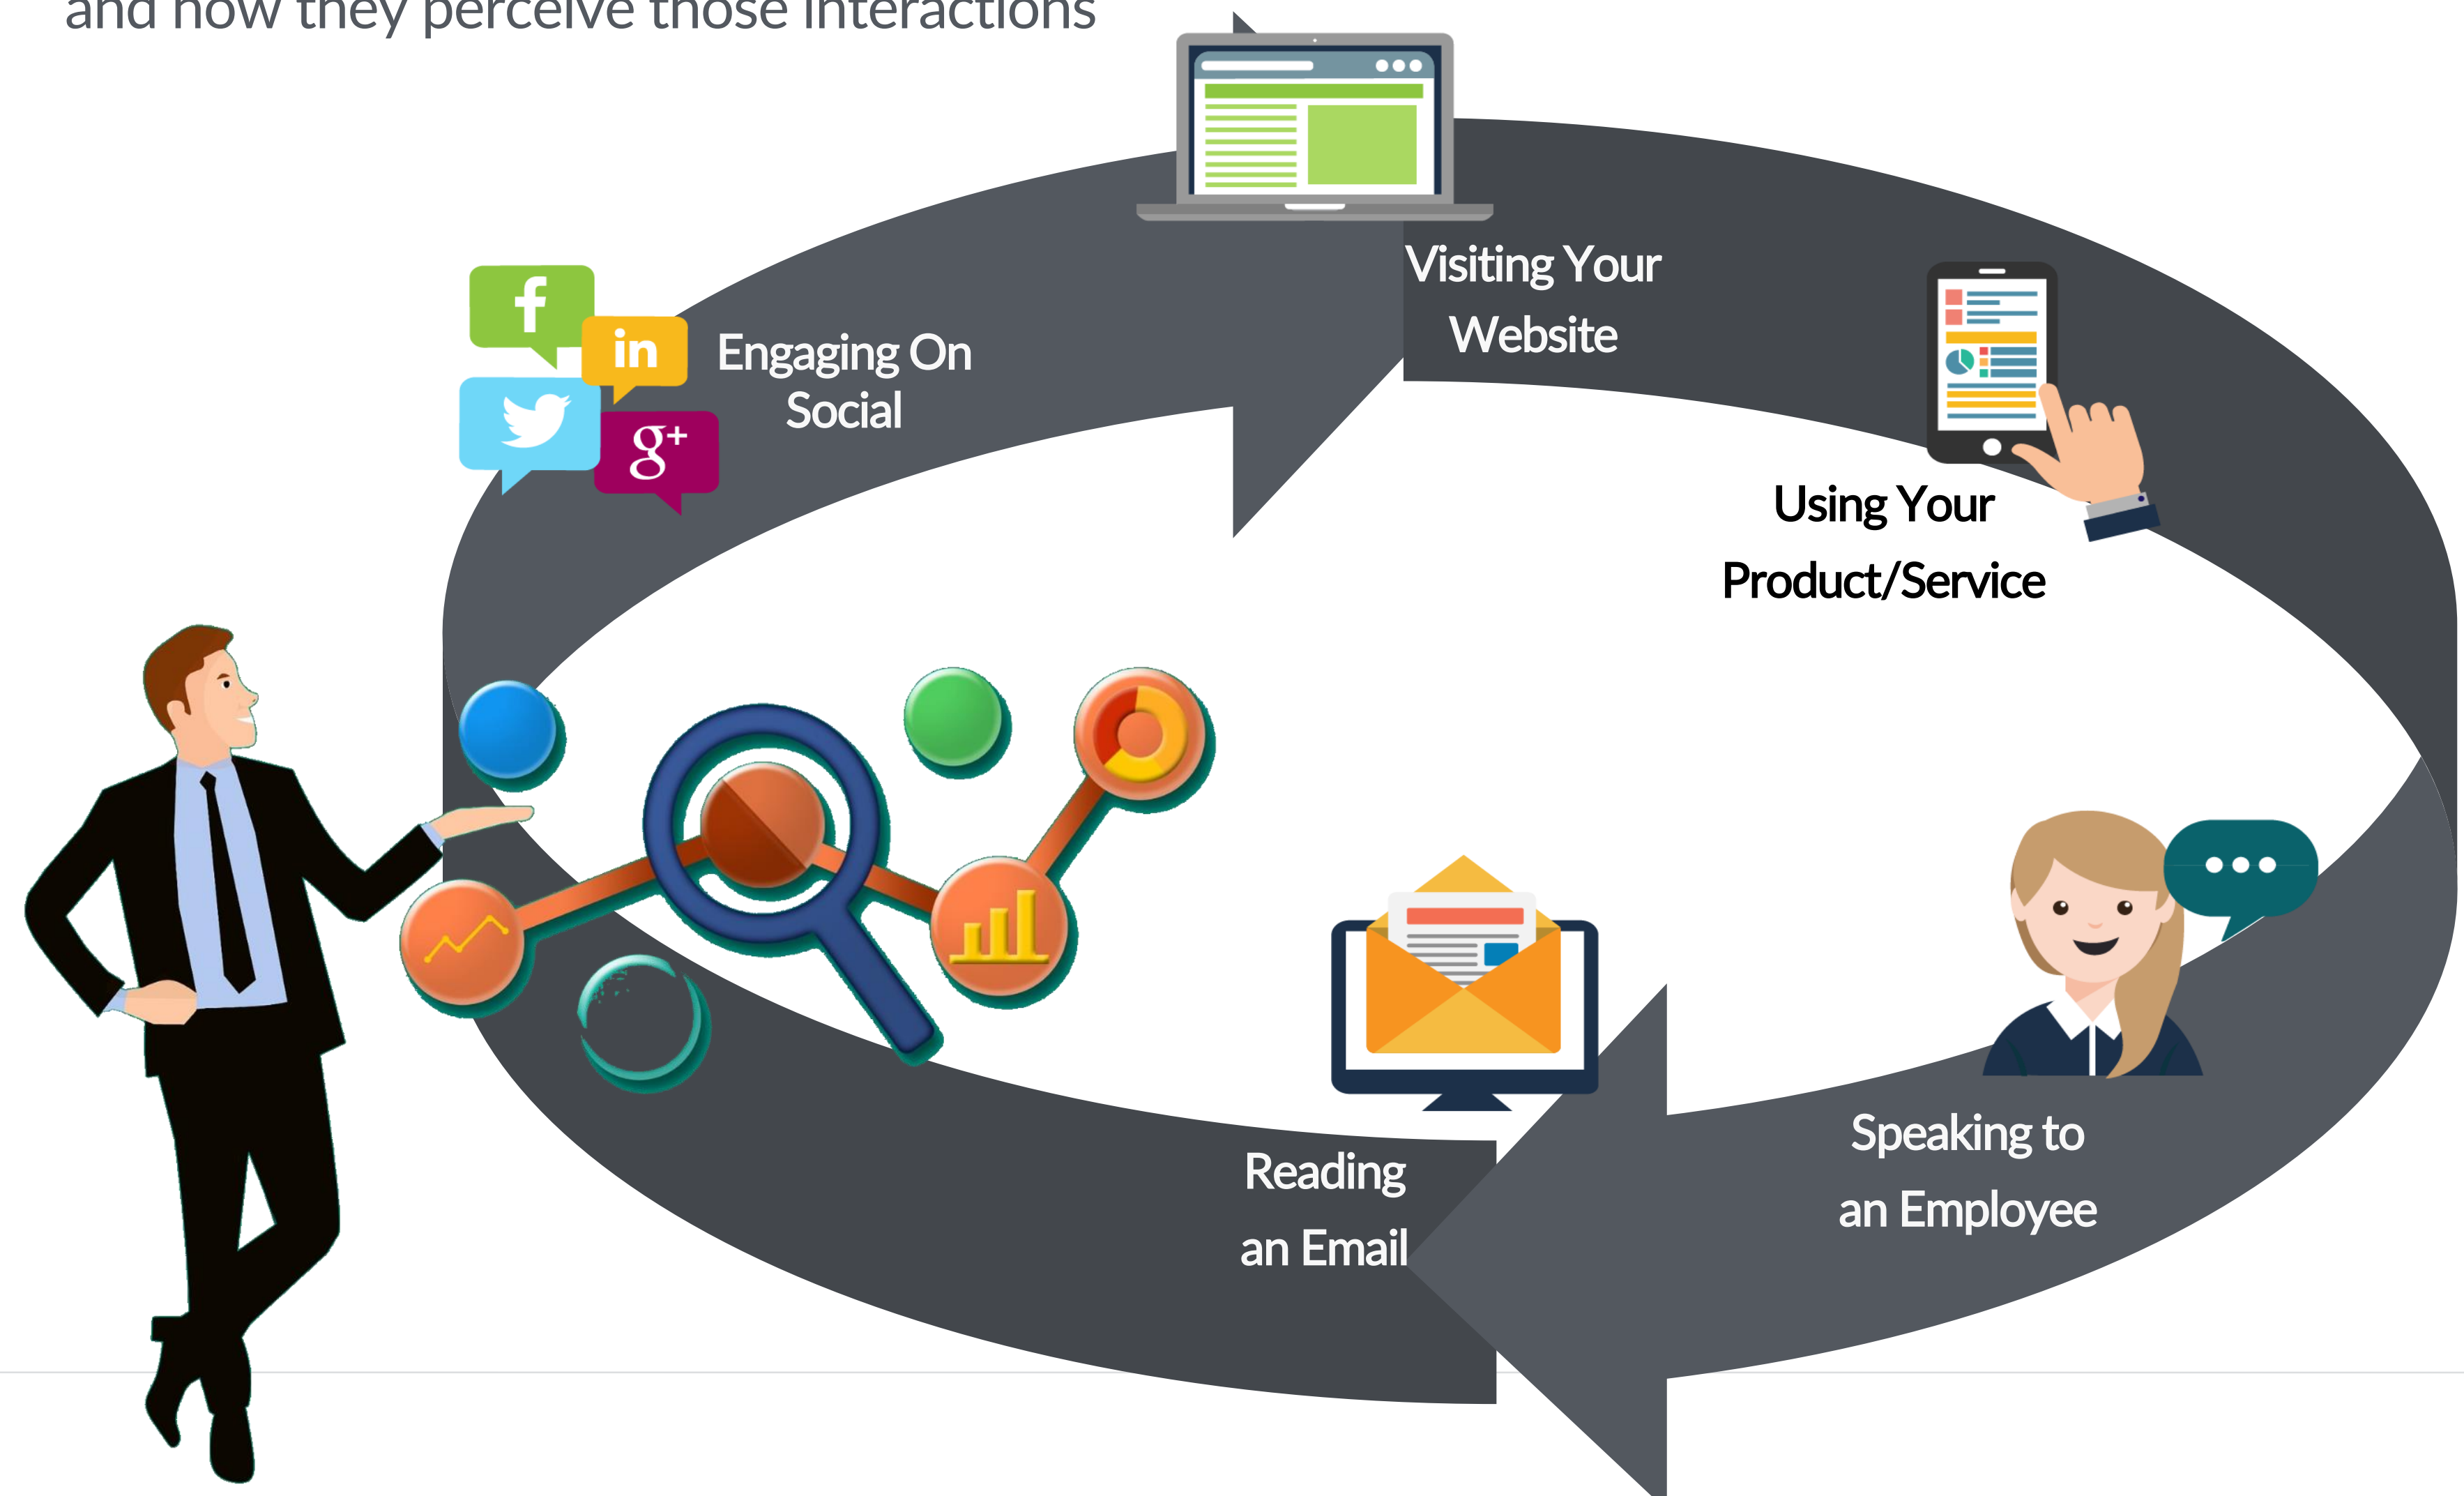 and how they perceive those interactions
Visiting Your
Website
f
in
Engaging On
Social
g+
Using Your
Product/Service
Reading
an Email
Speaking to
an Employee